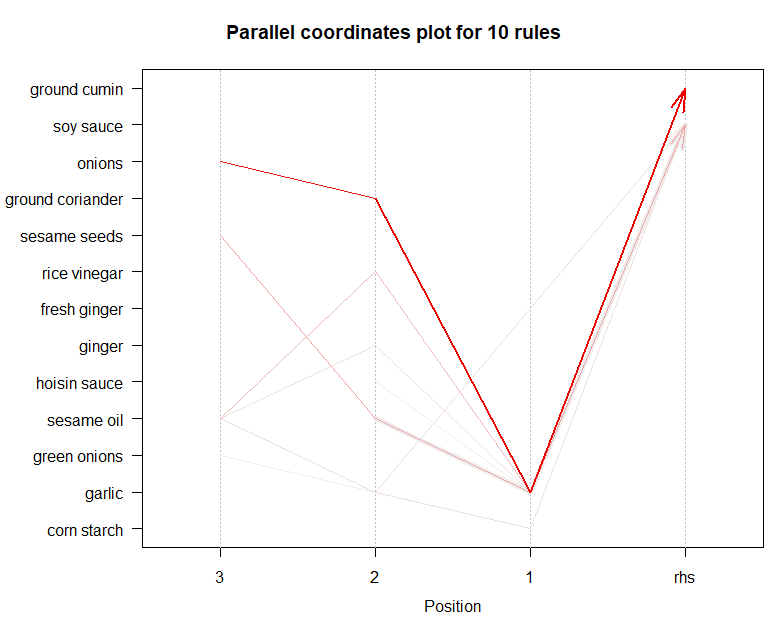 Parallel coordinates plot for 10 rules
ground cumin
soy sauce
onions
ground coriander
sesame seeds
rice vinegar
fresh ginger
ginger
hoisin sauce
sesame oil
green onions
garlic
corn starch
3 2 1 rhs
Position